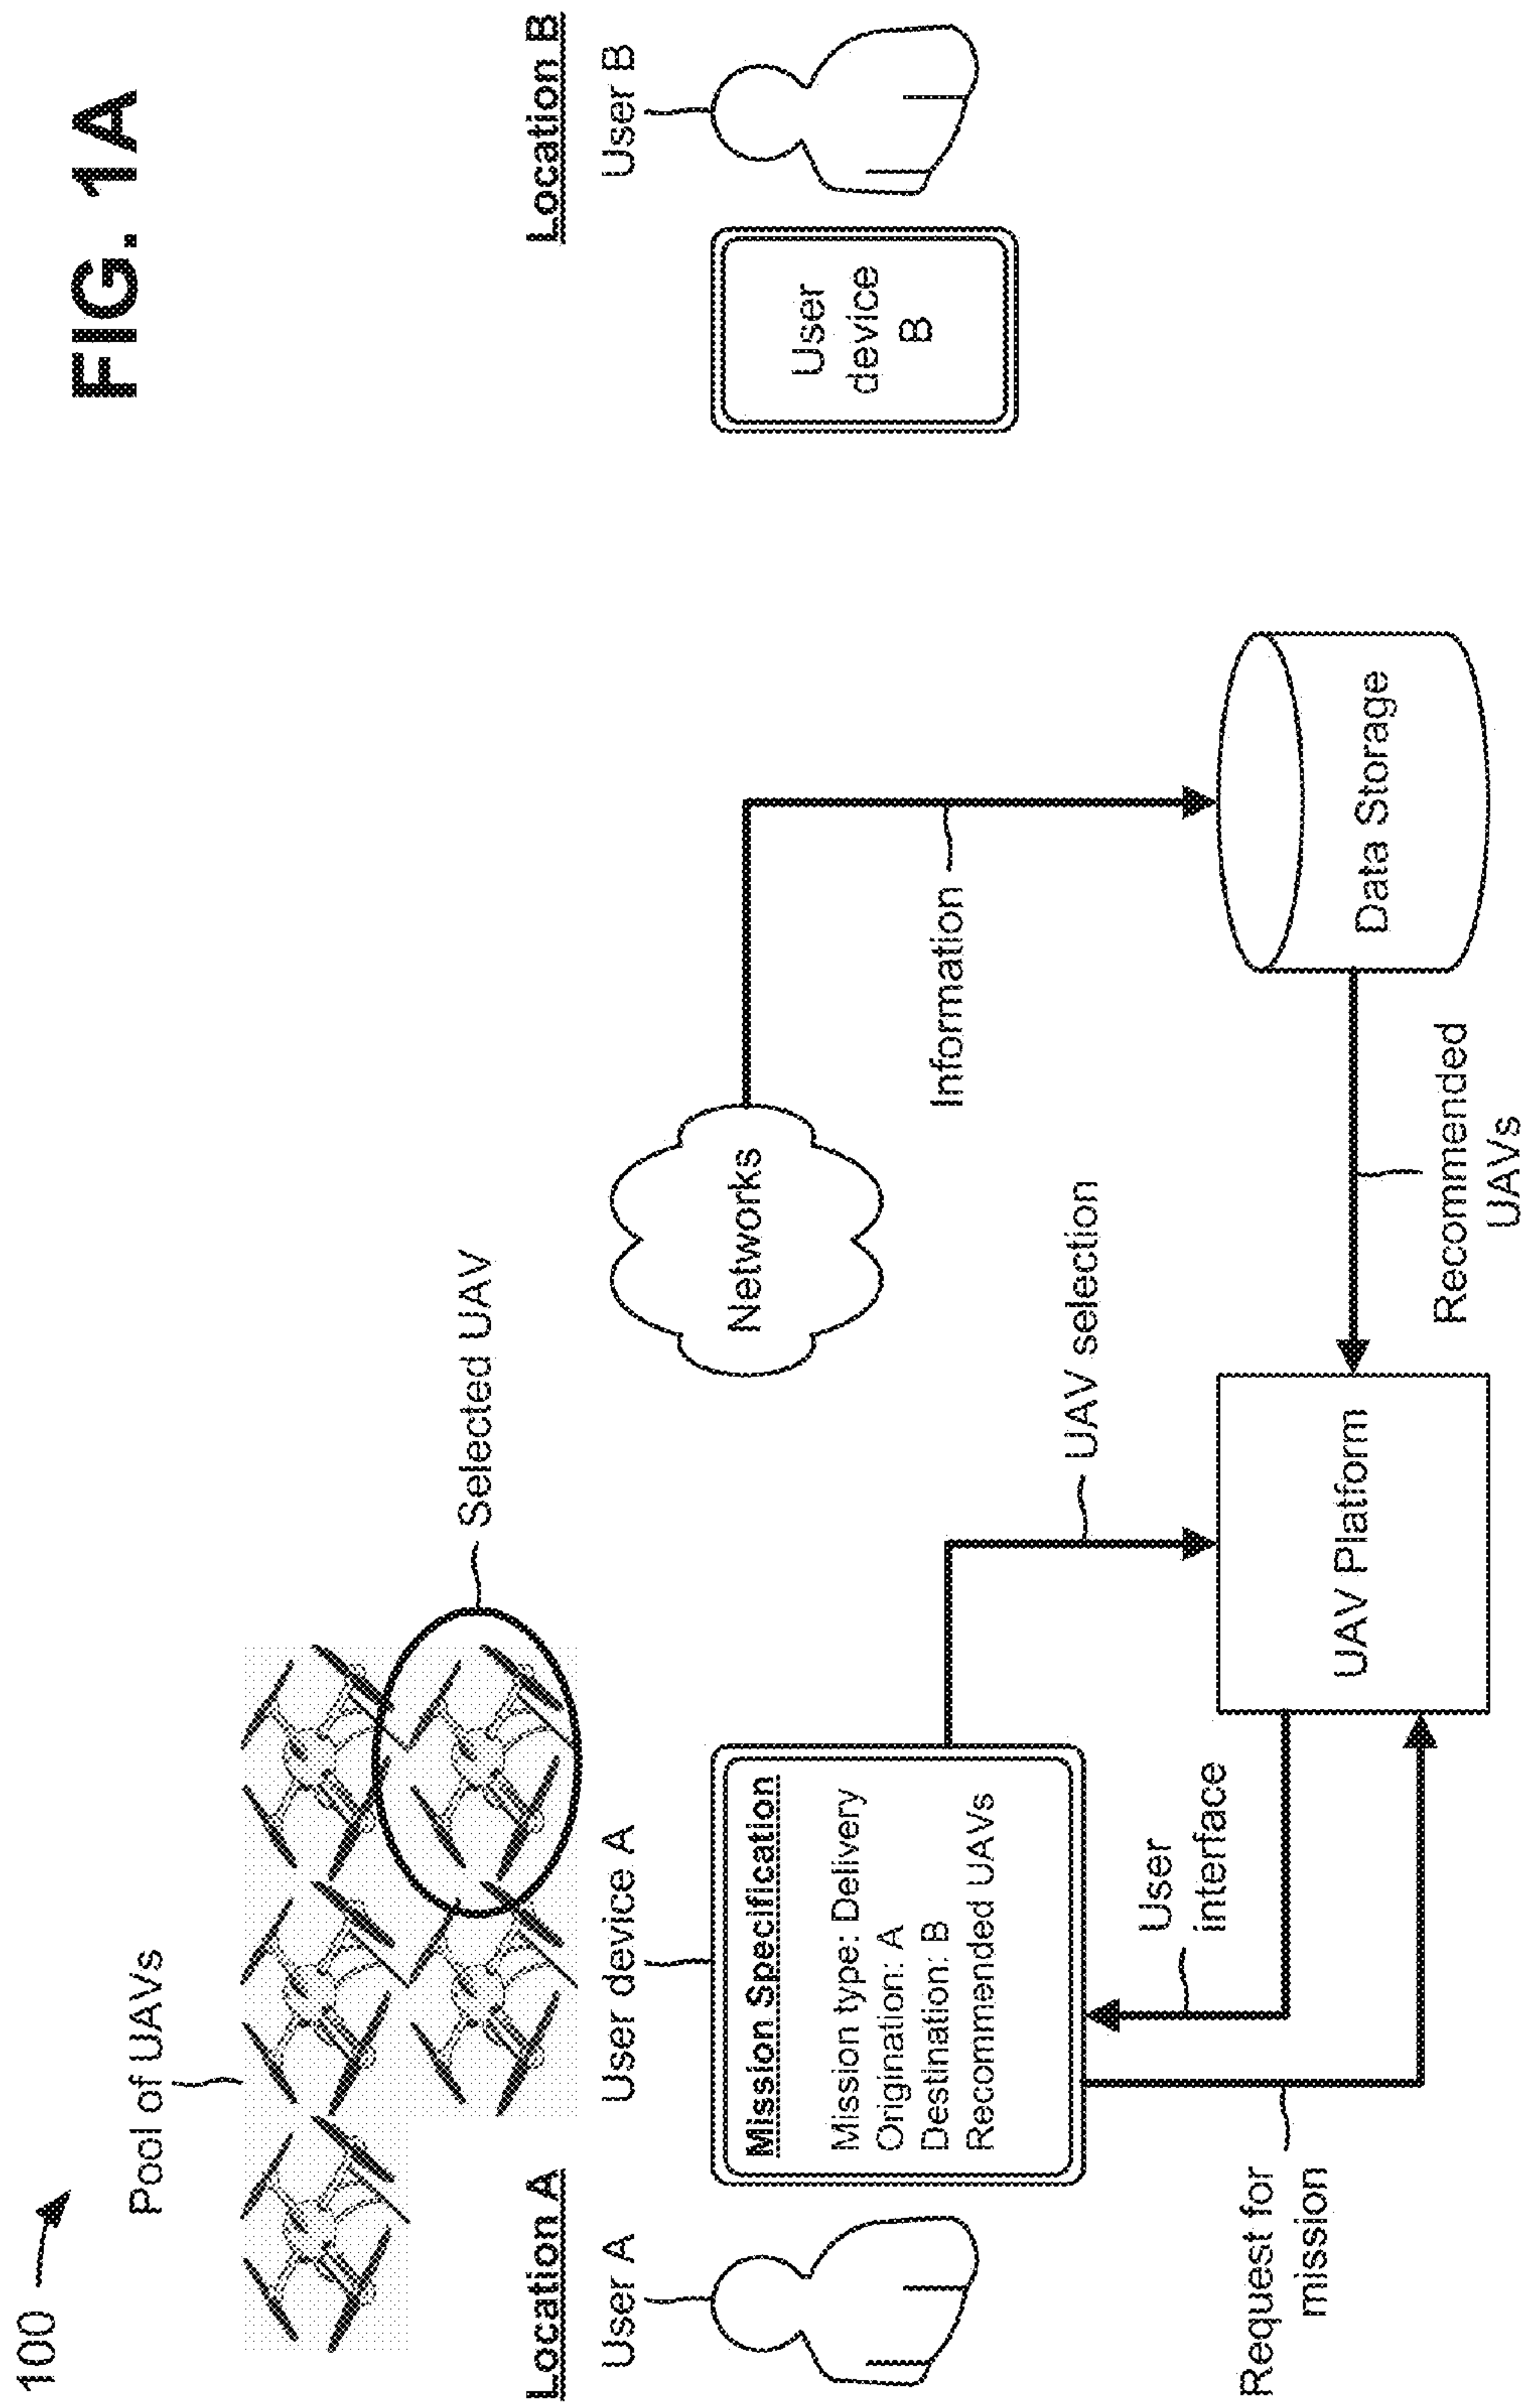 100
FIG. 1A
Pool of UAVs
Selected UAV
Location A
Location B
User A
User device A
User B
Mission Specification
Mission type: Delivery
Origination: A
Destination: B
Recommended UAVs
Networks
User
device
B
Information
UAV selection
User
interface
Request for
mission
UAV Platform
Data Storage
Recommended
UAVs